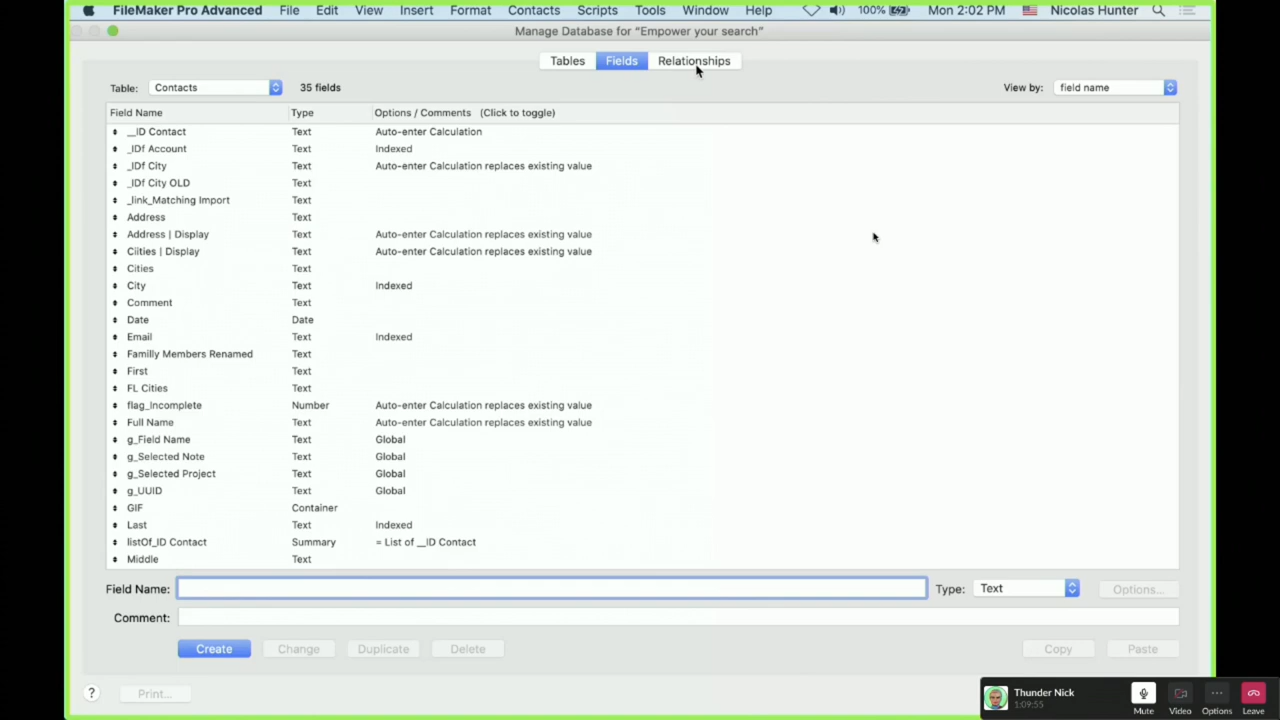 FileMaker Pro Advanced File Edit View Insert Format Contacts Scripts Tools Window Help 100% Mon 2:02 PM Nicolas Hunter
Manage Database for “Empower your search”
Tables Fields Relationships
Table: Contacts 35 fields View by: field name
Field Name Type Options / Comments (Click to toggle)
__ID Contact Text Auto-enter Calculation
_IDf Account Text Indexed
_IDf City Text Auto-enter Calculation replaces existing value
_IDf City OLD Text
_link_Matching Import Text
Address Text
Address | Display Text Auto-enter Calculation replaces existing value
Ciities | Display Text Auto-enter Calculation replaces existing value
Cities Text
City Text Indexed
Comment Text
Date Date
Email Text Indexed
Familly Members Renamed Text
First Text
FL Cities Text
flag_Incomplete Number Auto-enter Calculation replaces existing value
Full Name Text Auto-enter Calculation replaces existing value
g_Field Name Text Global
g_Selected Note Text Global
g_Selected Project Text Global
g_UUID Text Global
GIF Container
Last Text Indexed
listOf_ID Contact Summary = List of __ID Contact
Middle Text
Field Name: Type: Text Options...
Comment:
Create Change Duplicate Delete Copy Paste
? Print...
Thunder Nick
1:09:55
Mute Video Options Leave